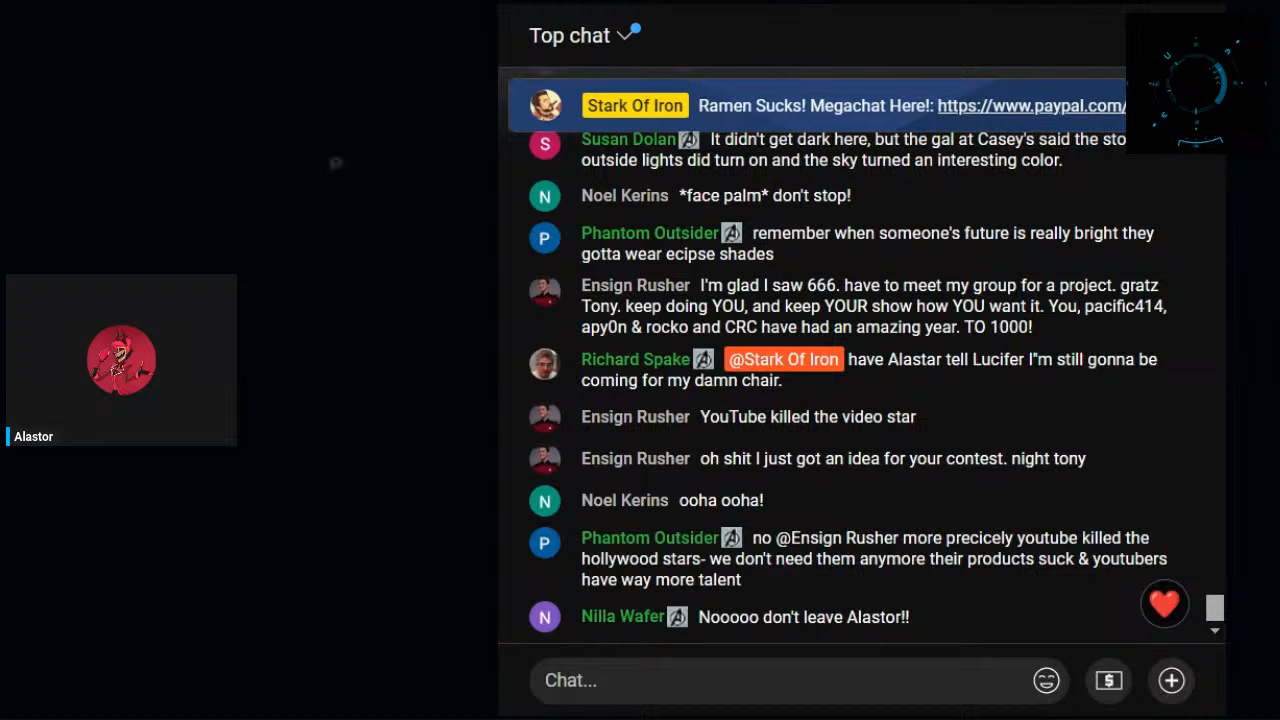 Top chat
Stark Of Iron Ramen Sucks! Megachat Here!: https://www.paypal.com/
Susan Dolan It didn't get dark here, but the gal at Casey's said the
outside lights did turn on and the sky turned an interesting color.
Noel Kerins *face palm* don't stop!
Phantom Outsider remember when someone's future is really bright they
gotta wear ecipse shades
Ensign Rusher I'm glad I saw 666. have to meet my group for a project. gratz
Tony. keep doing YOU, and keep YOUR show how YOU want it. You, pacific414,
apy0n & rocko and CRC have had an amazing year. TO 1000!
Richard Spake @Stark Of Iron have Alastar tell Lucifer I"m still gonna be
coming for my damn chair.
Ensign Rusher YouTube killed the video star
Ensign Rusher oh shit I just got an idea for your contest. night tony
Noel Kerins ooha ooha!
Phantom Outsider no @Ensign Rusher more precicely youtube killed the
hollywood stars- we don't need them anymore their products suck & youtubers
have way more talent
Nilla Wafer Nooooo don't leave Alastor!!
Chat...
Alastor